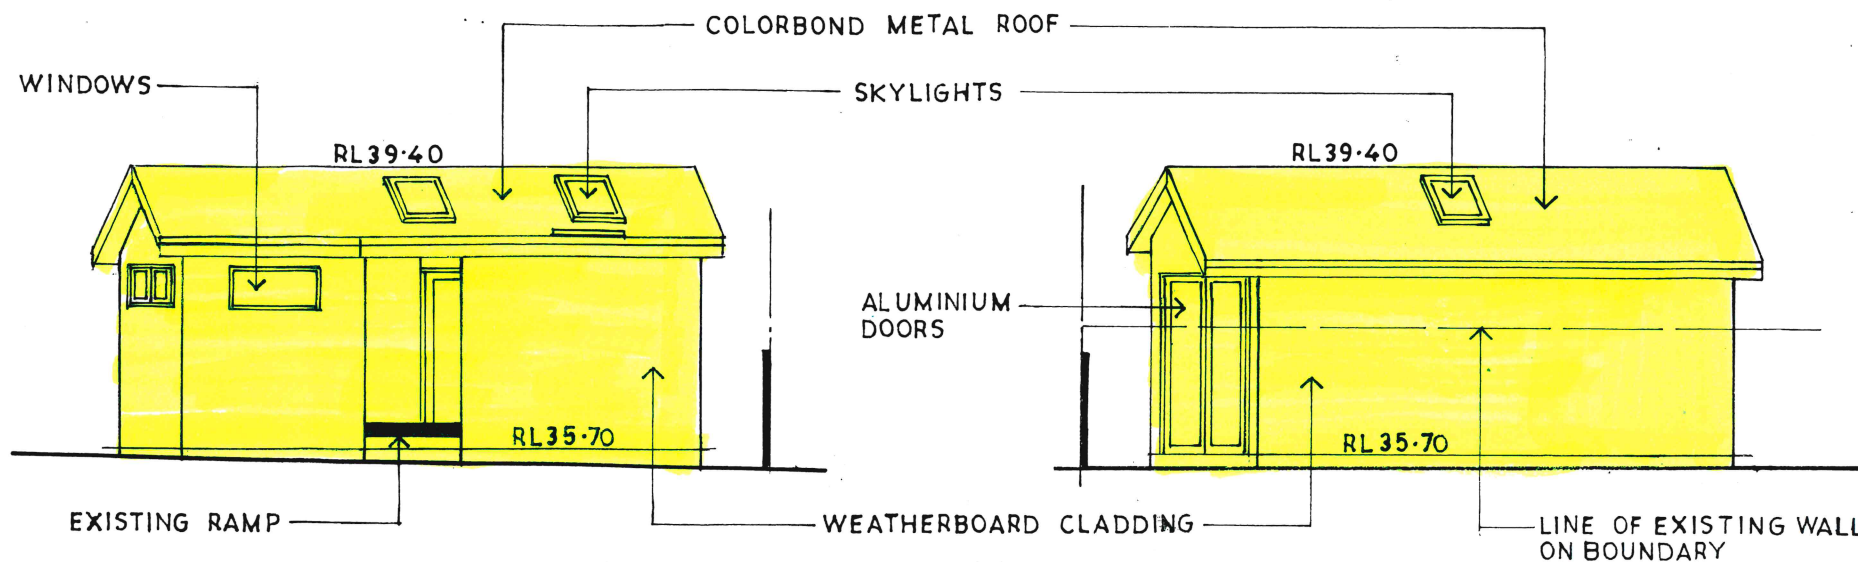 COLORBOND METAL ROOF
WINDOWS
SKYLIGHTS
RL39·40
RL39·40
ALUMINIUM
DOORS
RL35·70
RL35·70
EXISTING RAMP
WEATHERBOARD CLADDING
LINE OF EXISTING WALL
ON BOUNDARY